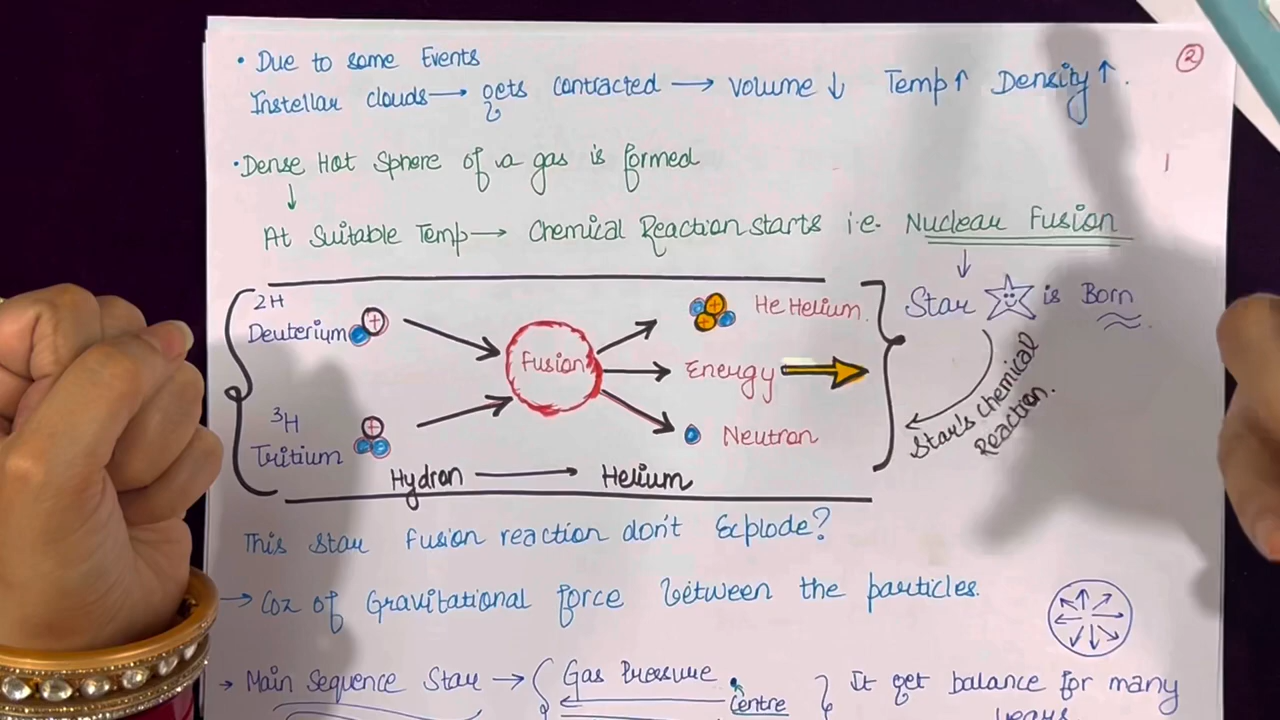 ②
• Due to some Events
Instellar clouds → gets contracted → volume ↓ Temp ↑ Density ↑.
• Dense Hot Sphere of a gas is formed
↓
At Suitable Temp → Chemical Reaction starts i.e. Nuclear Fusion
↓
Star is Born
2H
Deuterium
+
Fusion
He Helium.
Energy
Neutron
3H
Tritium
+
Hydron → Helium
Star's chemical
Reaction.
This star fusion reaction don't Ecplode?
→ Coz of Gravitational force between the particles.
→ Main Sequence Star → { Gas Pressure
Centre
} It get balance for many
years